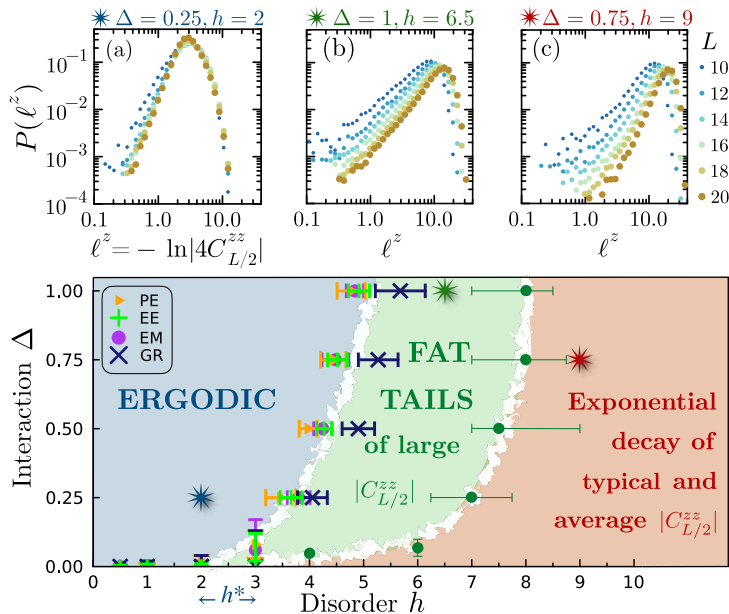 Δ = 0.25, h = 2
Δ = 1, h = 6.5
Δ = 0.75, h = 9
(a)
(b)
(c)
L
10
12
14
16
18
20
P(ℓ^z)
10^{-1}
10^{-2}
10^{-3}
10^{-4}
0.1 1.0 10.0
0.1 1.0 10.0
0.1 1.0 10.0
ℓ^z = − ln|4C^{zz}_{L/2}|
ℓ^z
ℓ^z
PE
EE
EM
GR
ERGODIC
FAT
TAILS
of large
|C^{zz}_{L/2}|
Exponential
decay of
typical and
average |C^{zz}_{L/2}|
Interaction Δ
1.00
0.75
0.50
0.25
0.00
0 1 2 3 4 5 6 7 8 9 10
← h* →
Disorder h